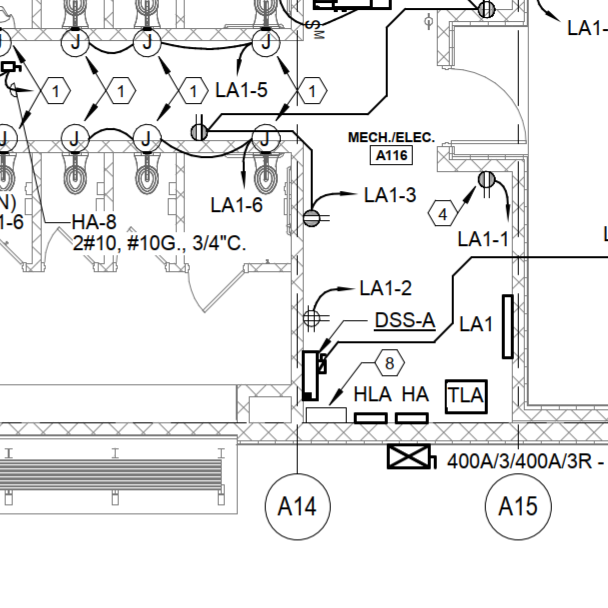 J J J
SM
LA1-
1 1 1 1
LA1-5
MECH./ELEC.
A116
J J J J
LA1-3
4
N)
1-6
LA1-6
HA-8
2#10, #10G., 3/4"C.
LA1-1
L
LA1-2
DSS-A
LA1
8
HLA HA TLA
400A/3/400A/3R -
A14 A15